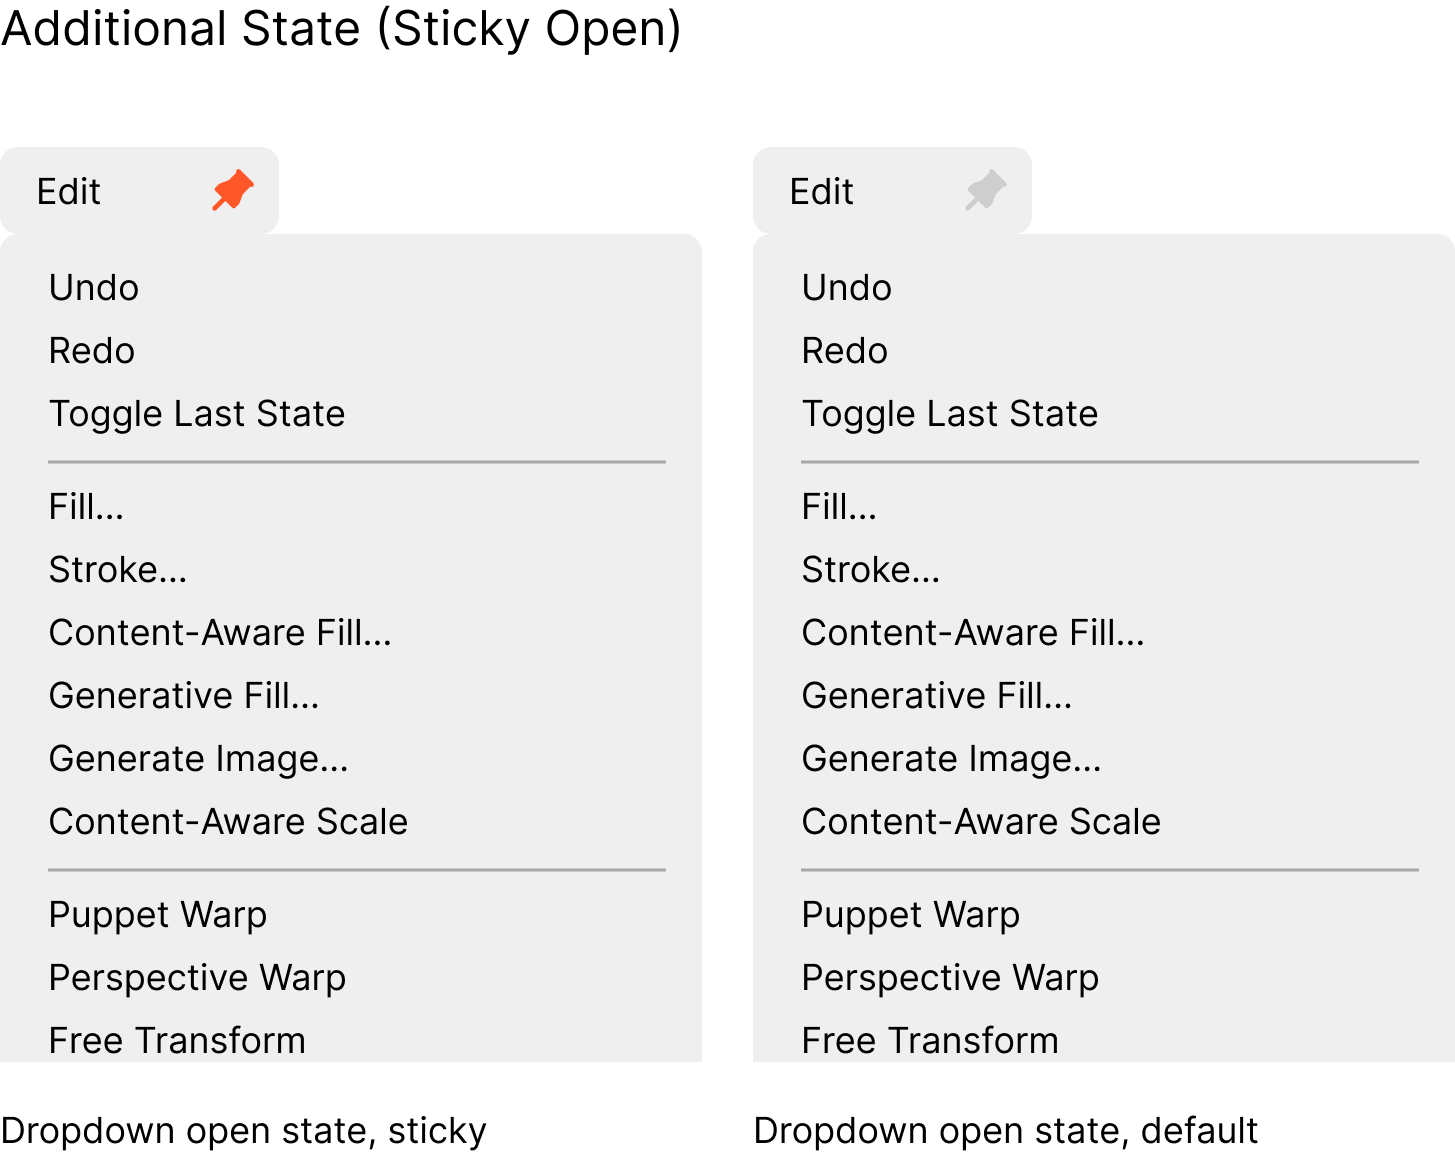 Additional State (Sticky Open)
Edit
Undo
Redo
Toggle Last State
Fill...
Stroke...
Content-Aware Fill...
Generative Fill...
Generate Image...
Content-Aware Scale
Puppet Warp
Perspective Warp
Free Transform
Dropdown open state, sticky
Edit
Undo
Redo
Toggle Last State
Fill...
Stroke...
Content-Aware Fill...
Generative Fill...
Generate Image...
Content-Aware Scale
Puppet Warp
Perspective Warp
Free Transform
Dropdown open state, default